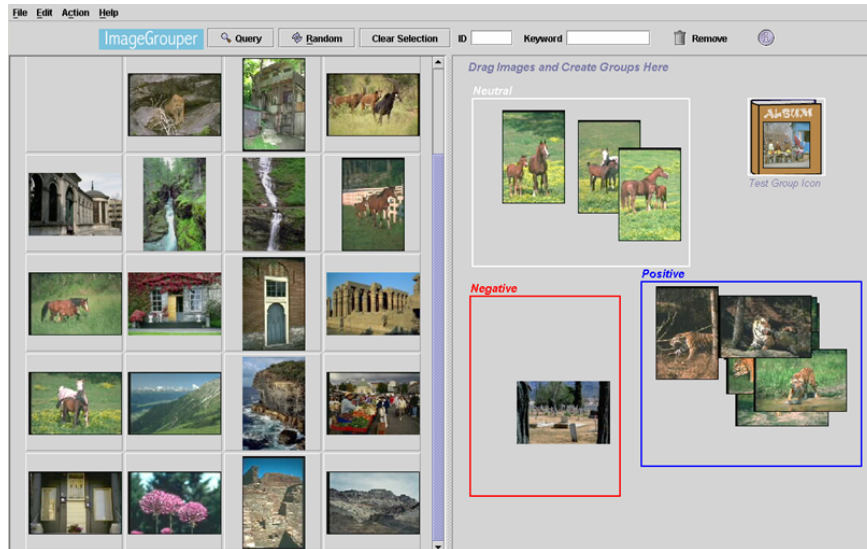 File Edit Action Help
ImageGrouper Query Random Clear Selection ID Keyword Remove
Drag Images and Create Groups Here
Neutral
ALBUM
Test Group Icon
Positive
Negative